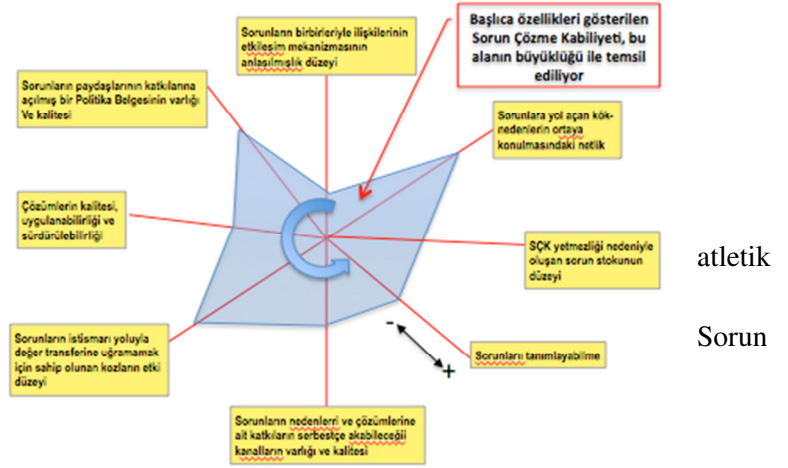 Sorunların birbirleriyle ilişkilerinin
etkileşim mekanizmasının
anlaşılmışlık düzeyi
Başlıca özellikleri gösterilen
Sorun Çözme Kabiliyeti, bu
alanın büyüklüğü ile temsil
ediliyor
Sorunların paydaşlarının katkılarına
açılmış bir Politika Belgesinin varlığı
Ve kalitesi
Sorunlara yol açan kök-
nedenlerin ortaya
konulmasındaki netlik
Çözümlerin kalitesi,
uygulanabilirliği ve
sürdürülebilirliği
SÇK yetmezliği nedeniyle
oluşan sorun stokunun
düzeyi
atletik
Sorun
Sorunların istismarı yoluyla
değer transferine uğramamak
için sahip olunan kozların etki
düzeyi
-
+
Sorunları tanımlayabilme
Sorunların nedenlerri ve çözümlerine
ait katkıların serbestçe akabileceğii
kanalların varlığı ve kalitesi